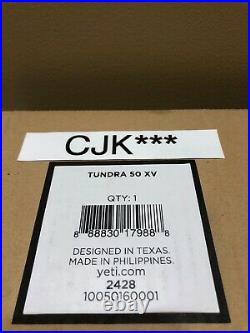 CJK***
TUNDRA 50 XV
QTY: 1
8 88830 17988 8
DESIGNED IN TEXAS.
MADE IN PHILIPPINES.
yeti.com
2428
10050160001